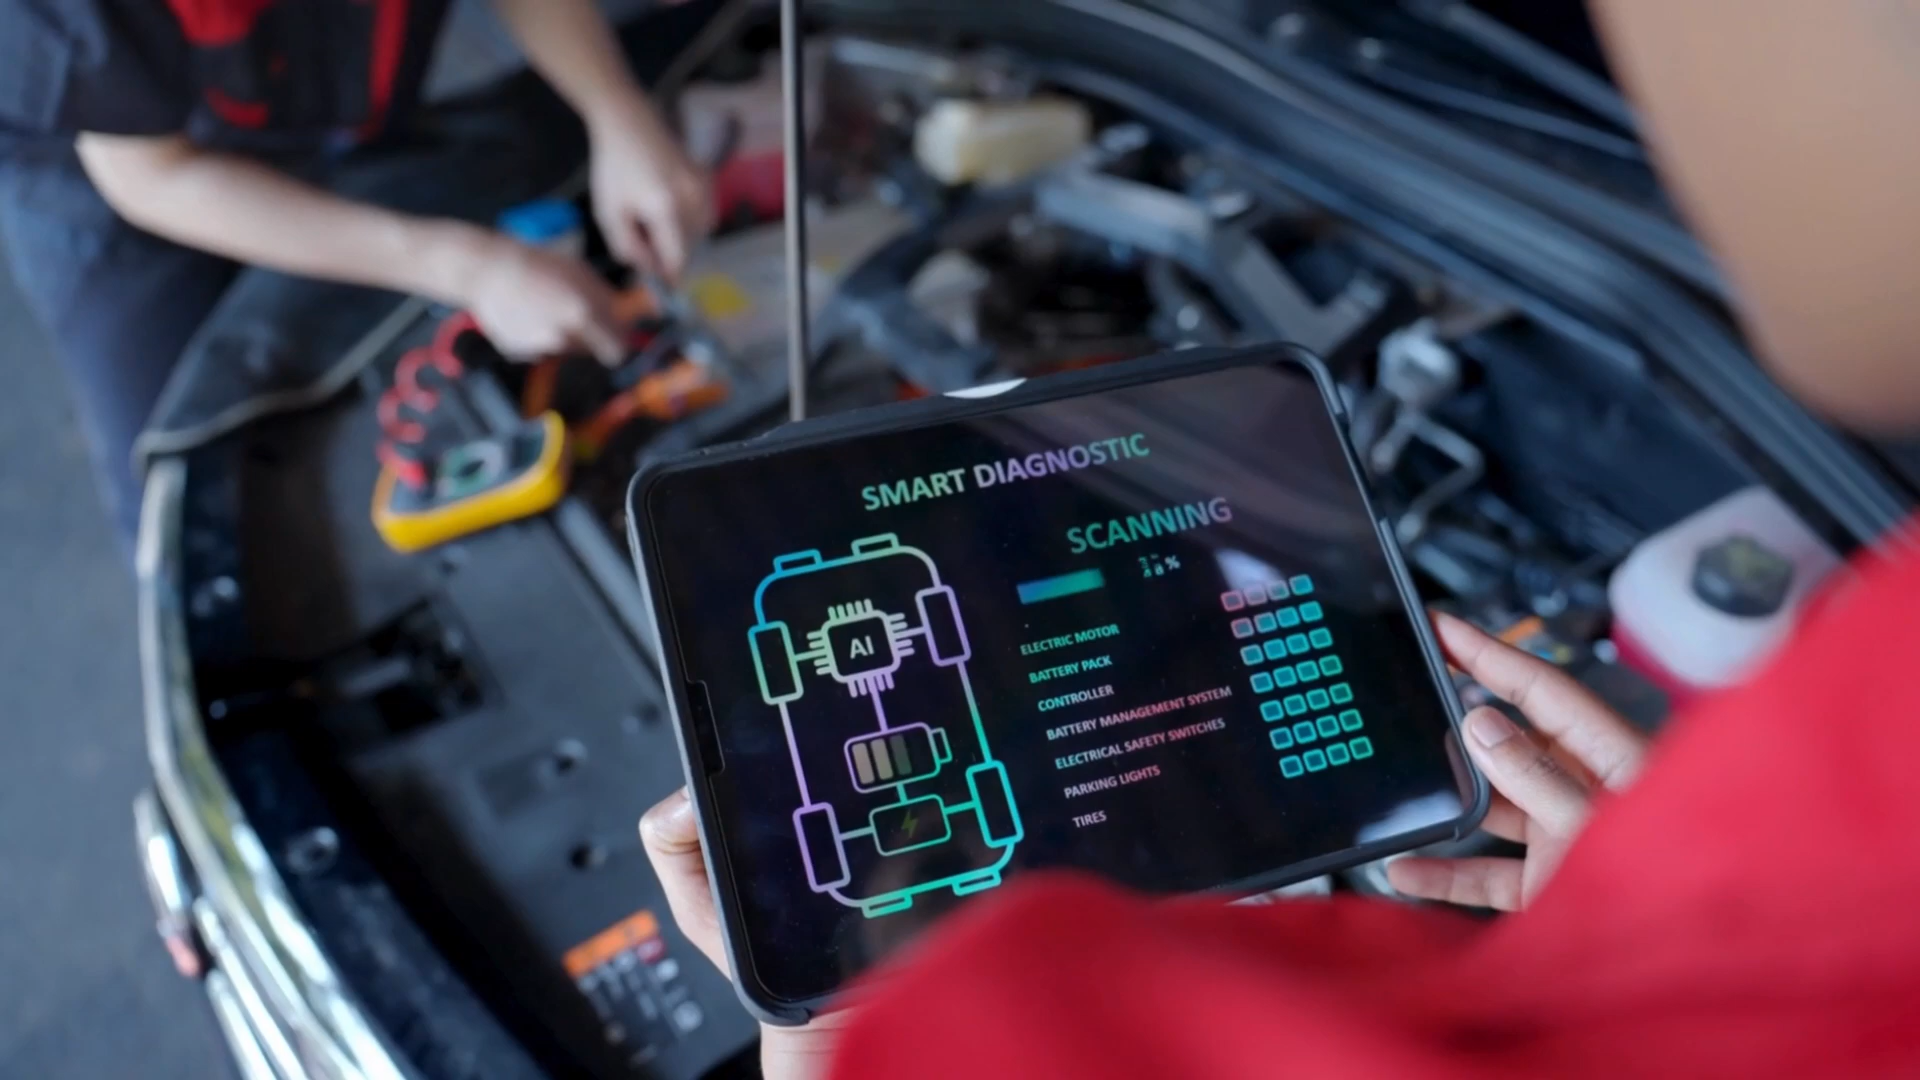 SMART DIAGNOSTIC
SCANNING
%
AI
ELECTRIC MOTOR
BATTERY PACK
CONTROLLER
BATTERY MANAGEMENT SYSTEM
ELECTRICAL SAFETY SWITCHES
PARKING LIGHTS
TIRES